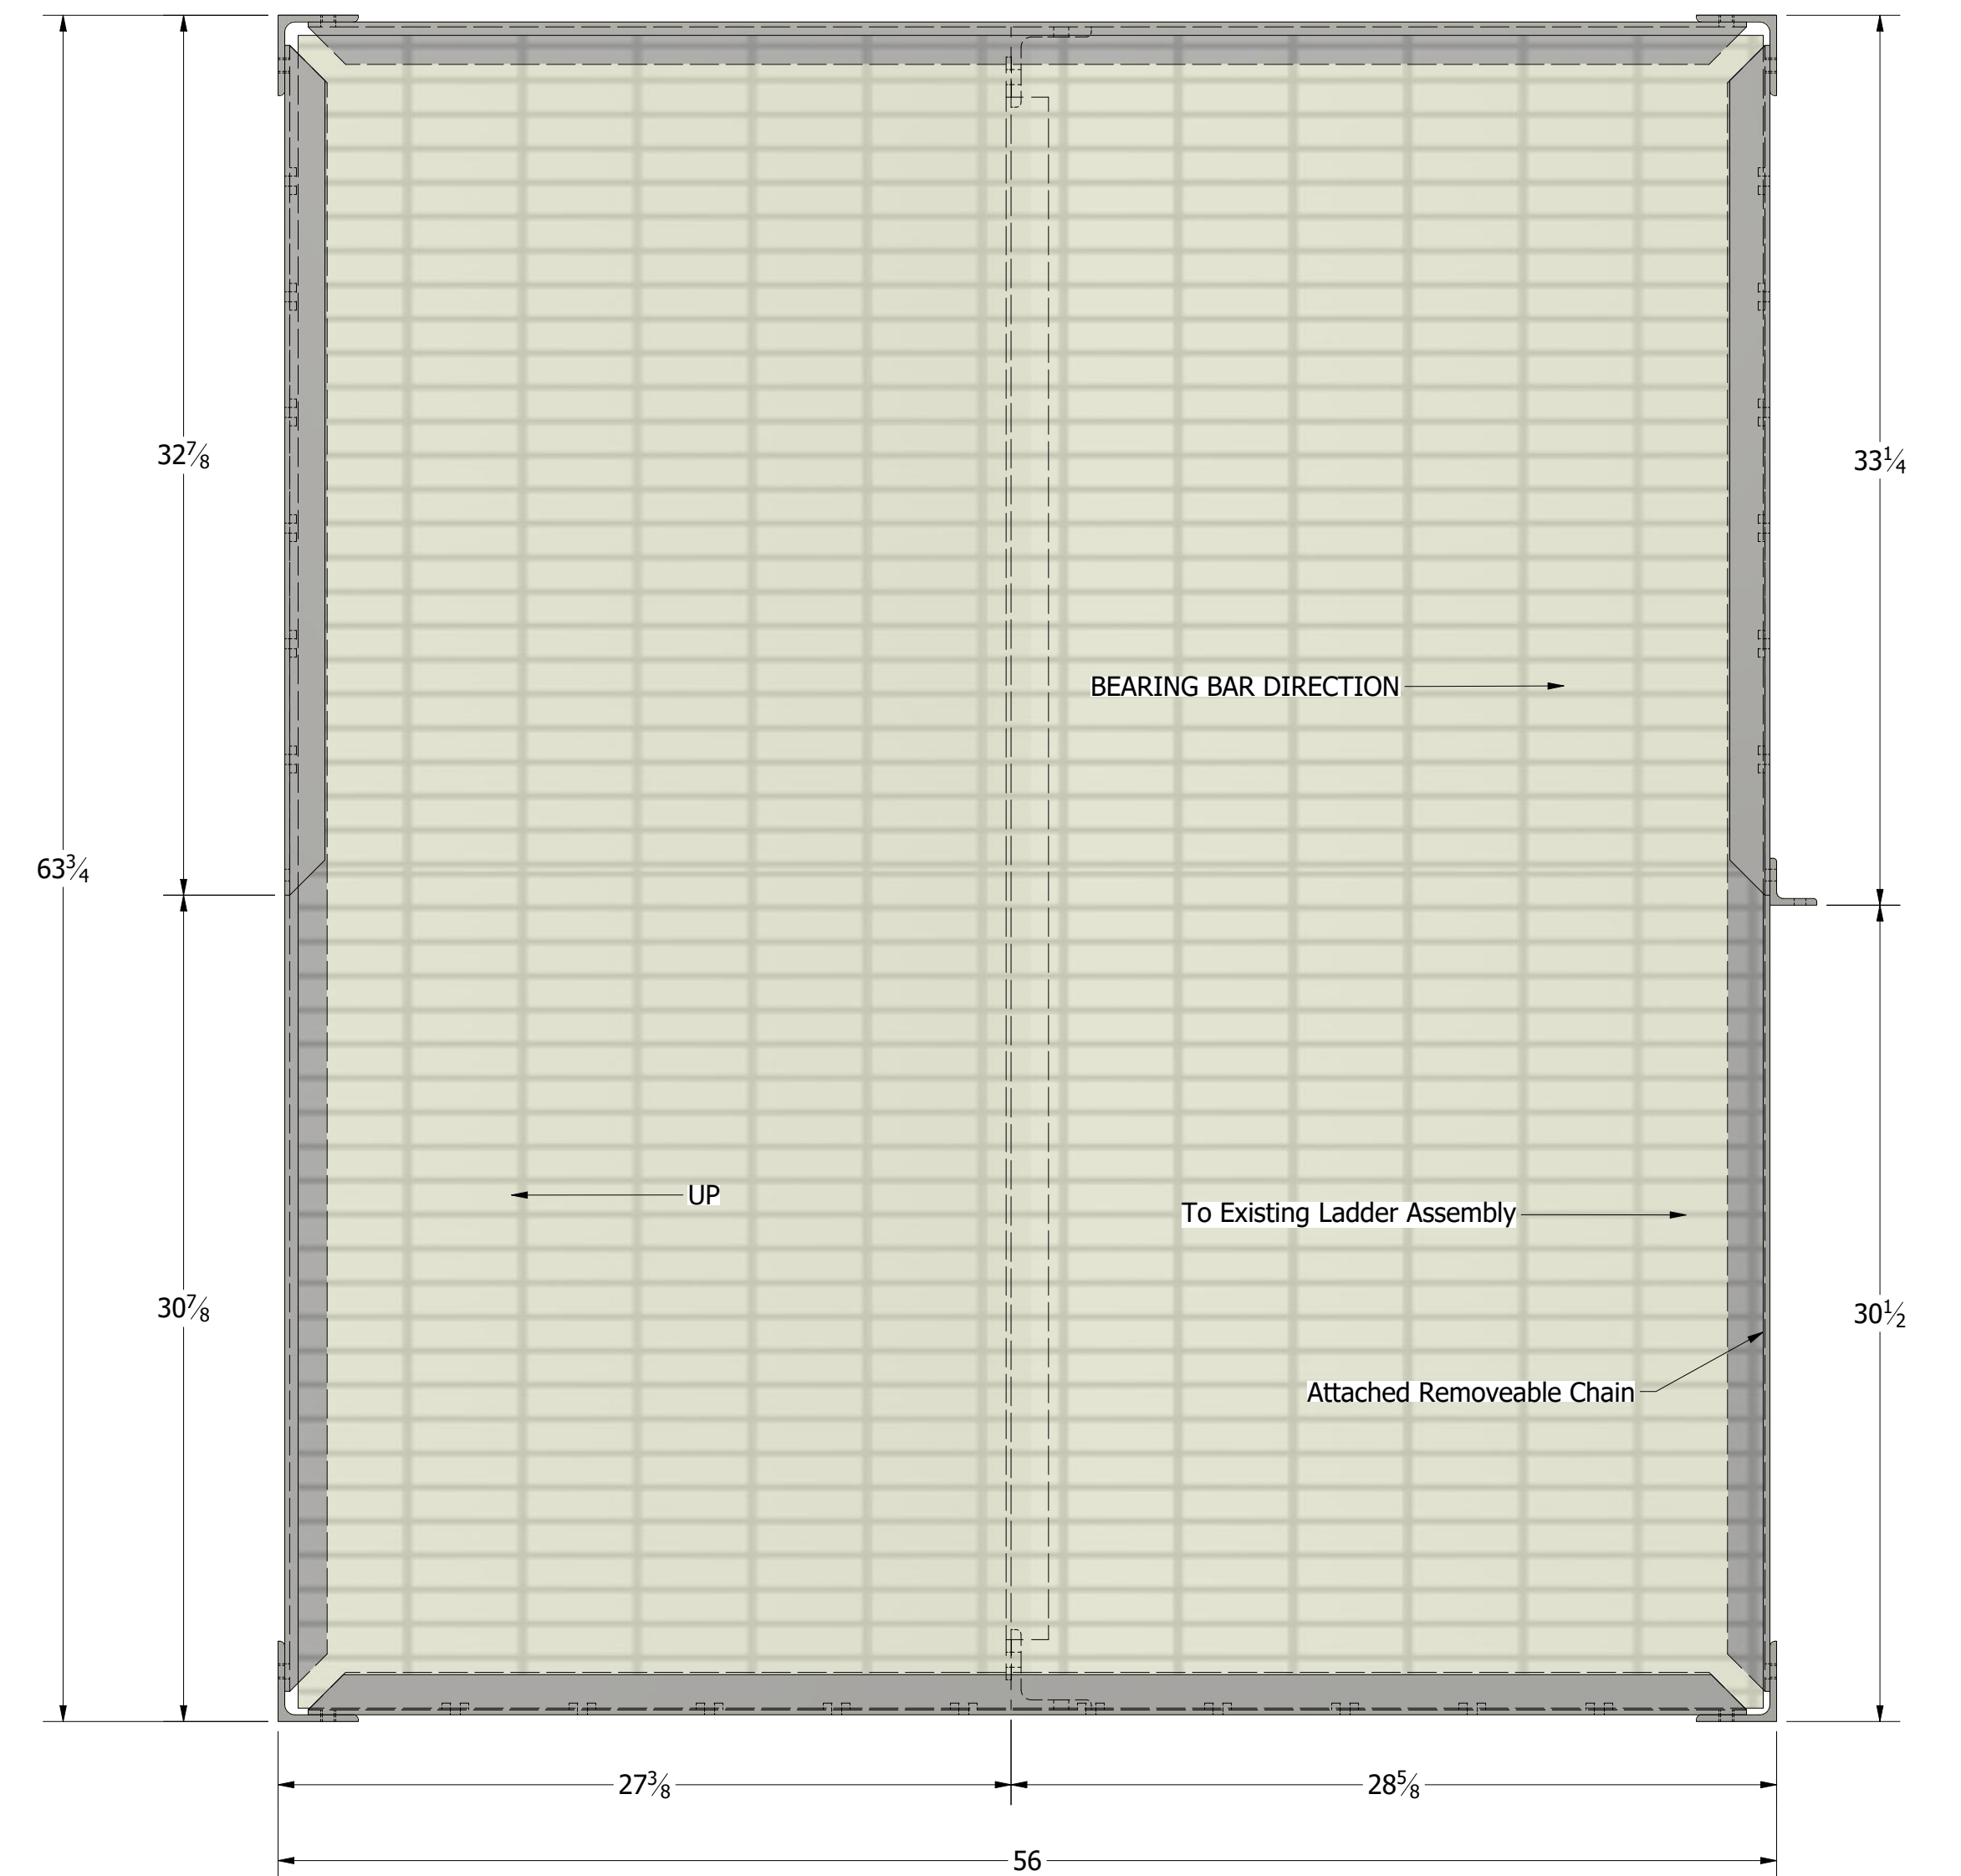 32⅞
33¼
BEARING BAR DIRECTION
63¾
UP
To Existing Ladder Assembly
30⅞
30½
Attached Removeable Chain
27⅜
28⅝
56